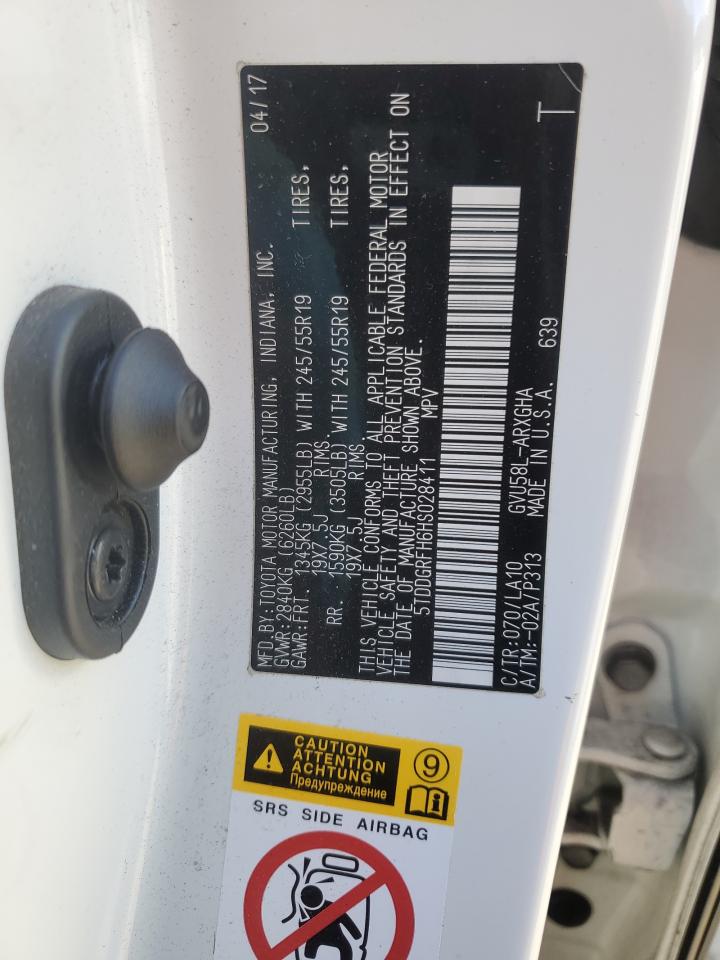 MFD.BY:TOYOTA MOTOR MANUFACTURING, INDIANA, INC. 04/17
GVWR:2840KG (6260LB)
GAWR:FRT. 1345KG (2955LB) WITH 245/55R19 TIRES,
19X7.5J RIMS.
RR. 1590KG (3505LB) WITH 245/55R19 TIRES,
19X7.5J RIMS.
THIS VEHICLE CONFORMS TO ALL APPLICABLE FEDERAL MOTOR
VEHICLE SAFETY AND THEFT PREVENTION STANDARDS IN EFFECT ON
THE DATE OF MANUFACTURE SHOWN ABOVE.
5TDDGRFH6HS028411 MPV
C/TR:070/LA10 GVU58L-ARXGHA 639 T
A/TM:-02A/P313 MADE IN U.S.A.
CAUTION
ATTENTION
ACHTUNG
Предупреждение
9
SRS SIDE AIRBAG